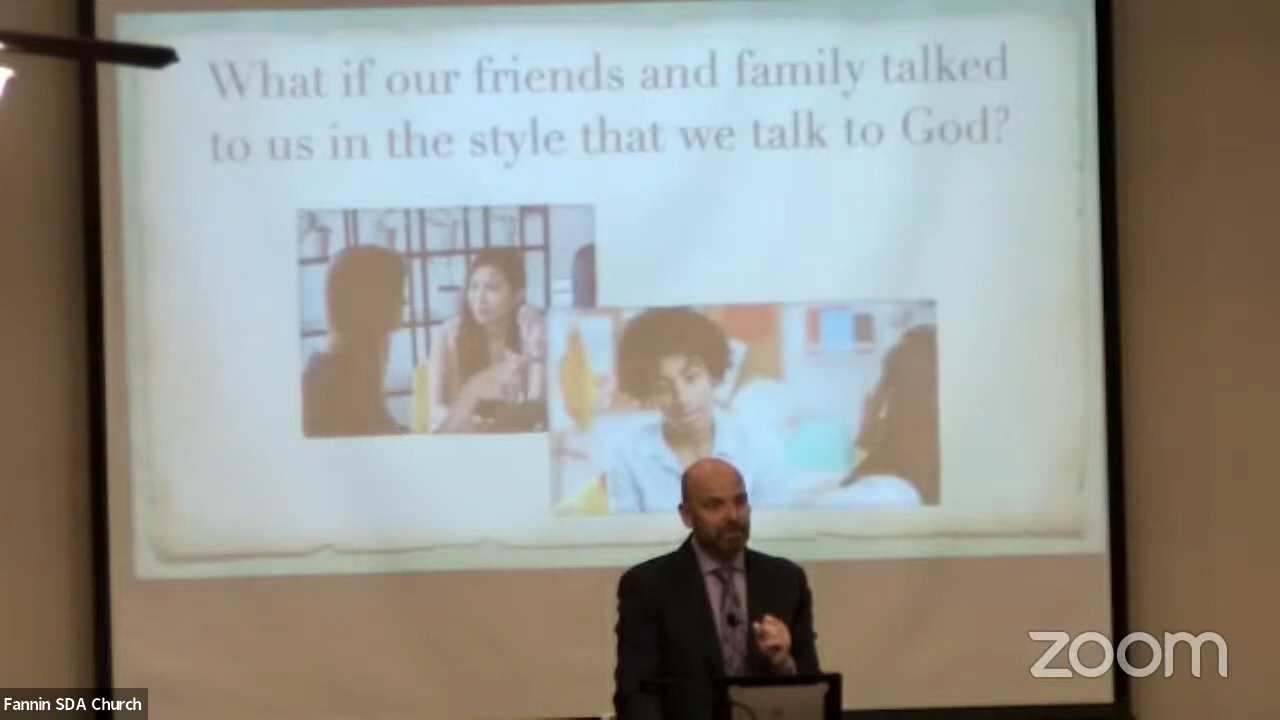 What if our friends and family talked
to us in the style that we talk to God?
zoom
Fannin SDA Church